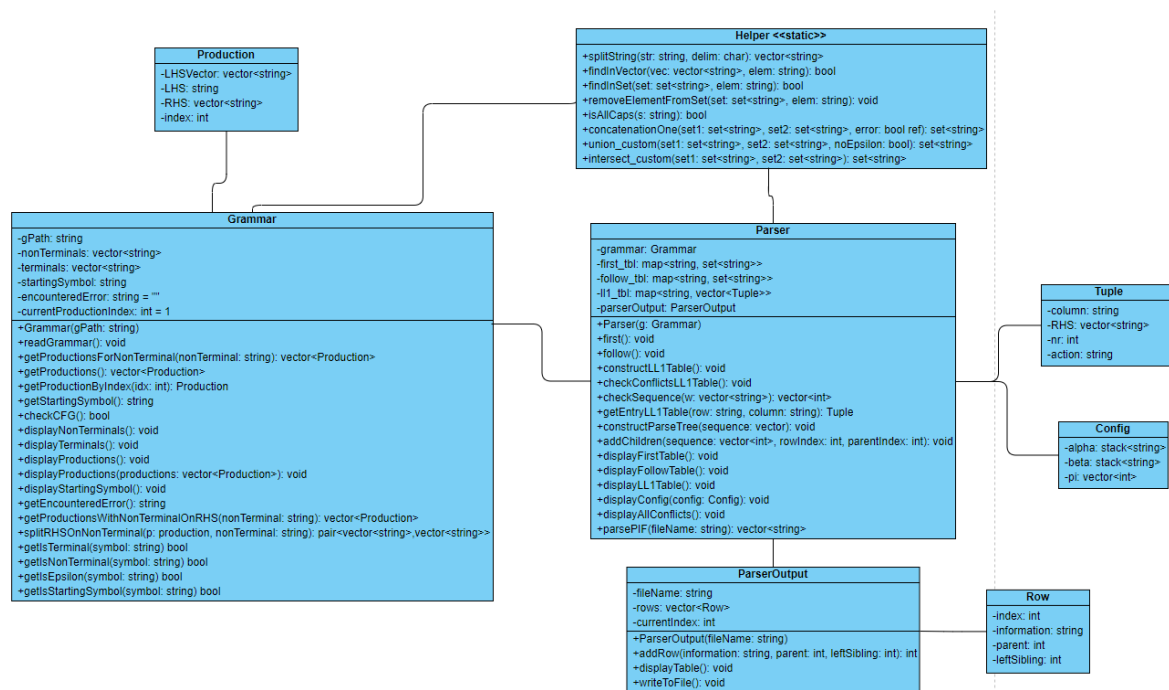 Production
-LHSVector: vector<string>
-LHS: string
-RHS: vector<string>
-index: int
Helper <<static>>
+splitString(str: string, delim: char): vector<string>
+findInVector(vec: vector<string>, elem: string): bool
+findInSet(set: set<string>, elem: string): bool
+removeElementFromSet(set: set<string>, elem: string): void
+isAllCaps(s: string): bool
+concatenationOne(set1: set<string>, set2: set<string>, error: bool ref): set<string>
+union_custom(set1: set<string>, set2: set<string>, noEpsilon: bool): set<string>
+intersect_custom(set1: set<string>, set2: set<string>): set<string>
Grammar
-gPath: string
-nonTerminals: vector<string>
-terminals: vector<string>
-startingSymbol: string
-encounteredError: string = ""
-currentProductionIndex: int = 1
+Grammar(gPath: string)
+readGrammar(): void
+getProductionsForNonTerminal(nonTerminal: string): vector<Production>
+getProductions(): vector<Production>
+getProductionByIndex(idx: int): Production
+getStartingSymbol(): string
+checkCFG(): bool
+displayNonTerminals(): void
+displayTerminals(): void
+displayProductions(): void
+displayProductions(productions: vector<Production>): void
+displayStartingSymbol(): void
+getEncounteredError(): string
+getProductionsWithNonTerminalOnRHS(nonTerminal: string): vector<Production>
+splitRHSOnNonTerminal(p: production, nonTerminal: string): pair<vector<string>,vector<string>>
+getIsTerminal(symbol: string) bool
+getIsNonTerminal(symbol: string) bool
+getIsEpsilon(symbol: string) bool
+getIsStartingSymbol(symbol: string) bool
Parser
-grammar: Grammar
-first_tbl: map<string, set<string>>
-follow_tbl: map<string, set<string>>
-ll1_tbl: map<string, vector<Tuple>>
-parserOutput: ParserOutput
+Parser(g: Grammar)
+first(): void
+follow(): void
+constructLL1Table(): void
+checkConflictsLL1Table(): void
+checkSequence(w: vector<string>): vector<int>
+getEntryLL1Table(row: string, column: string): Tuple
+constructParseTree(sequence: vector): void
+addChildren(sequence: vector<int>, rowIndex: int, parentIndex: int): void
+displayFirstTable(): void
+displayFollowTable(): void
+displayLL1Table(): void
+displayConfig(config: Config): void
+displayAllConflicts(): void
+parsePIF(fileName: string): vector<string>
Tuple
-column: string
-RHS: vector<string>
-nr: int
-action: string
Config
-alpha: stack<string>
-beta: stack<string>
-pi: vector<int>
ParserOutput
-fileName: string
-rows: vector<Row>
-currentIndex: int
+ParserOutput(fileName: string)
+addRow(information: string, parent: int, leftSibling: int): int
+displayTable(): void
+writeToFile(): void
Row
-index: int
-information: string
-parent: int
-leftSibling: int